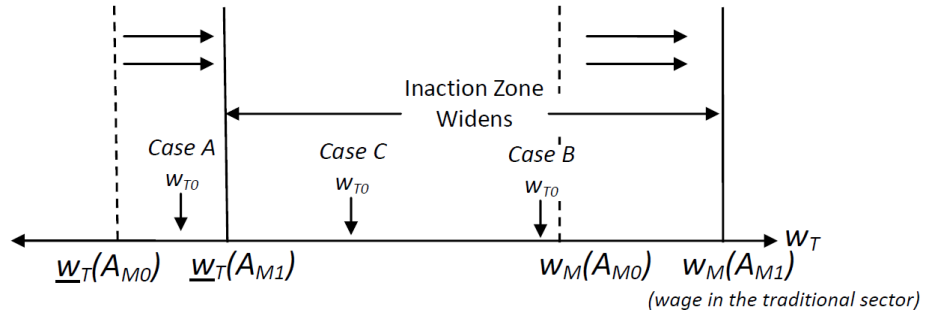 Inaction Zone
Widens
Case A
w_T0
Case C
w_T0
Case B
w_T0
w_T
w_T(A_M0)
w_T(A_M1)
w_M(A_M0)
w_M(A_M1)
(wage in the traditional sector)